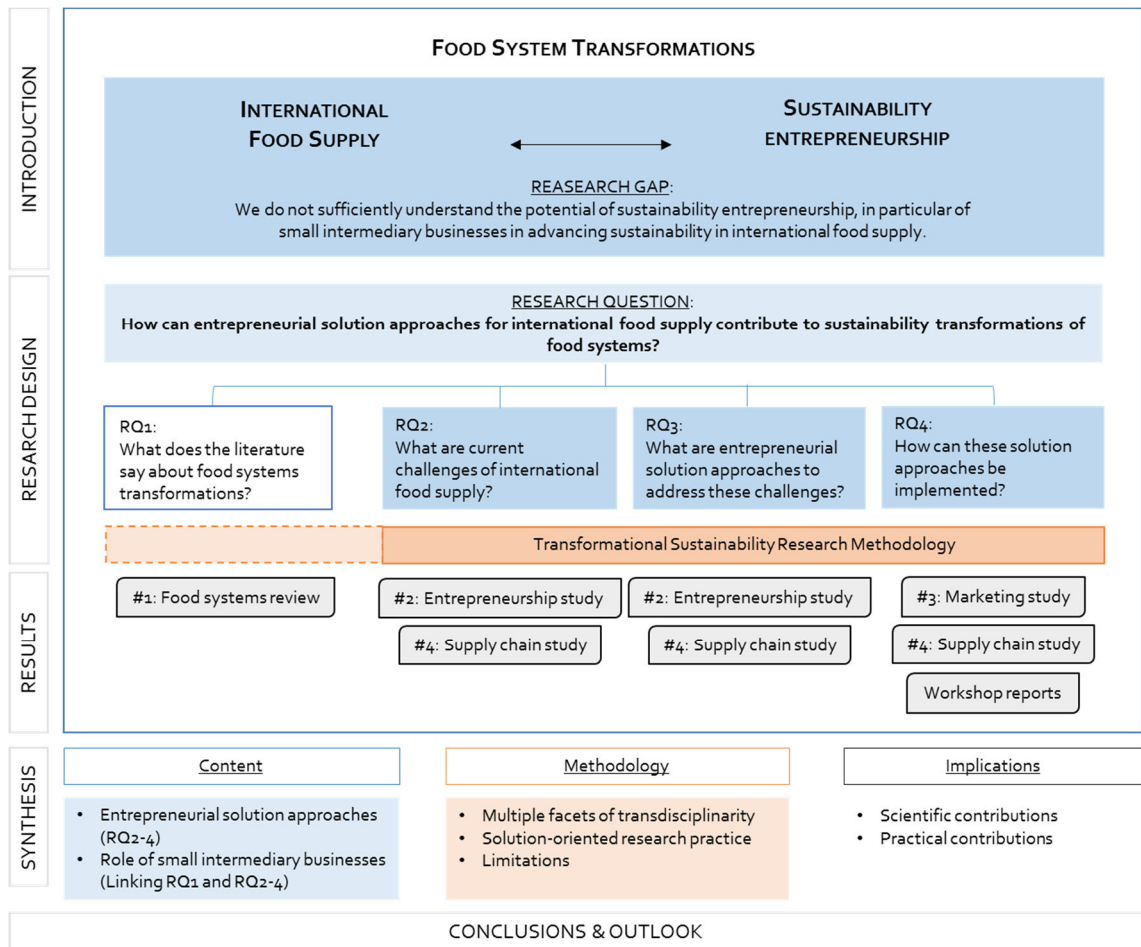 FOOD SYSTEM TRANSFORMATIONS
INTRODUCTION
INTERNATIONAL
FOOD SUPPLY
SUSTAINABILITY
ENTREPRENEURSHIP
REASEARCH GAP:
We do not sufficiently understand the potential of sustainability entrepreneurship, in particular of
small intermediary businesses in advancing sustainability in international food supply.
RESARCH DESIGN
RESEARCH QUESTION:
How can entrepreneurial solution approaches for international food supply contribute to sustainability transformations of
food systems?
RQ1:
What does the literature
say about food systems
transformations?
RQ2:
What are current
challenges of international
food supply?
RQ3:
What are entrepreneurial
solution approaches to
address these challenges?
RQ4:
How can these solution
approaches be
implemented?
Transformational Sustainability Research Methodology
RESULTS
#1: Food systems review
#2: Entrepreneurship study
#4: Supply chain study
#2: Entrepreneurship study
#4: Supply chain study
#3: Marketing study
#4: Supply chain study
Workshop reports
SYNTHESIS
Content
• Entrepreneurial solution approaches
(RQ2-4)
• Role of small intermediary businesses
(Linking RQ1 and RQ2-4)
Methodology
• Multiple facets of transdisciplinarity
• Solution-oriented research practice
• Limitations
Implications
• Scientific contributions
• Practical contributions
CONCLUSIONS & OUTLOOK